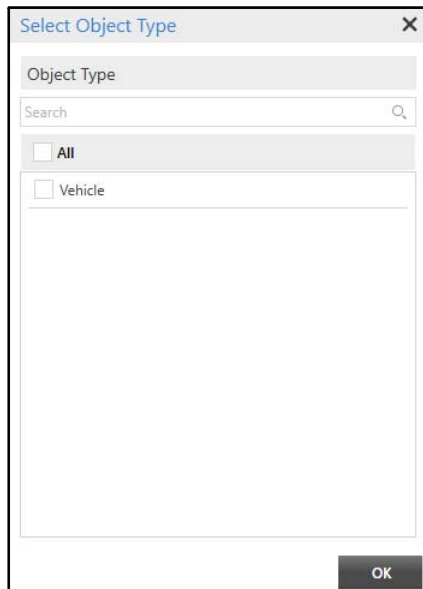 Select Object Type
Object Type
Search
All
Vehicle
OK